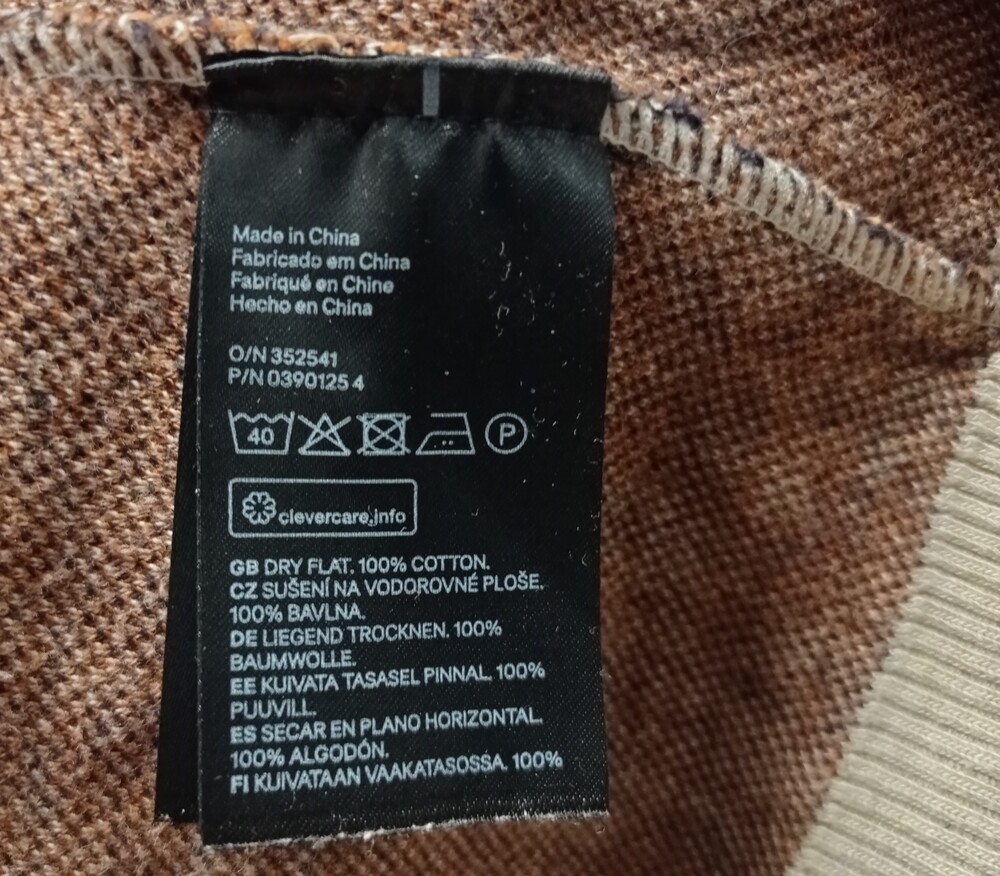 Made in China
Fabricado em China
Fabriqué en Chine
Hecho en China
O/N 352541
P/N 0390125 4
40 P
clevercare.info
GB DRY FLAT. 100% COTTON.
CZ SUŠENÍ NA VODOROVNÉ PLOŠE.
100% BAVLNA.
DE LIEGEND TROCKNEN. 100%
BAUMWOLLE.
EE KUIVATA TASASEL PINNAL. 100%
PUUVILL.
ES SECAR EN PLANO HORIZONTAL.
100% ALGODÓN.
FI KUIVATAAN VAAKATASOSSA. 100%